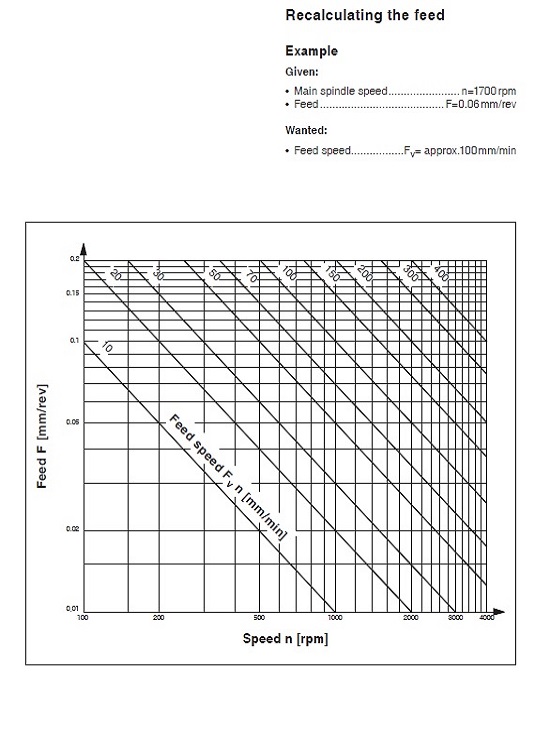 Recalculating the feed
Example
Given:
• Main spindle speed....................... n=1700 rpm
• Feed........................................ F=0.06 mm/rev
Wanted:
• Feed speed.................Fv= approx.100mm/min
0.2
0.15
0.1
0.05
0.02
0.01
Feed F [mm/rev]
20
30
50
70
100
150
200
300
400
10
Feed speed Fv n [mm/min]
100
200
500
1000
2000
3000
4000
Speed n [rpm]